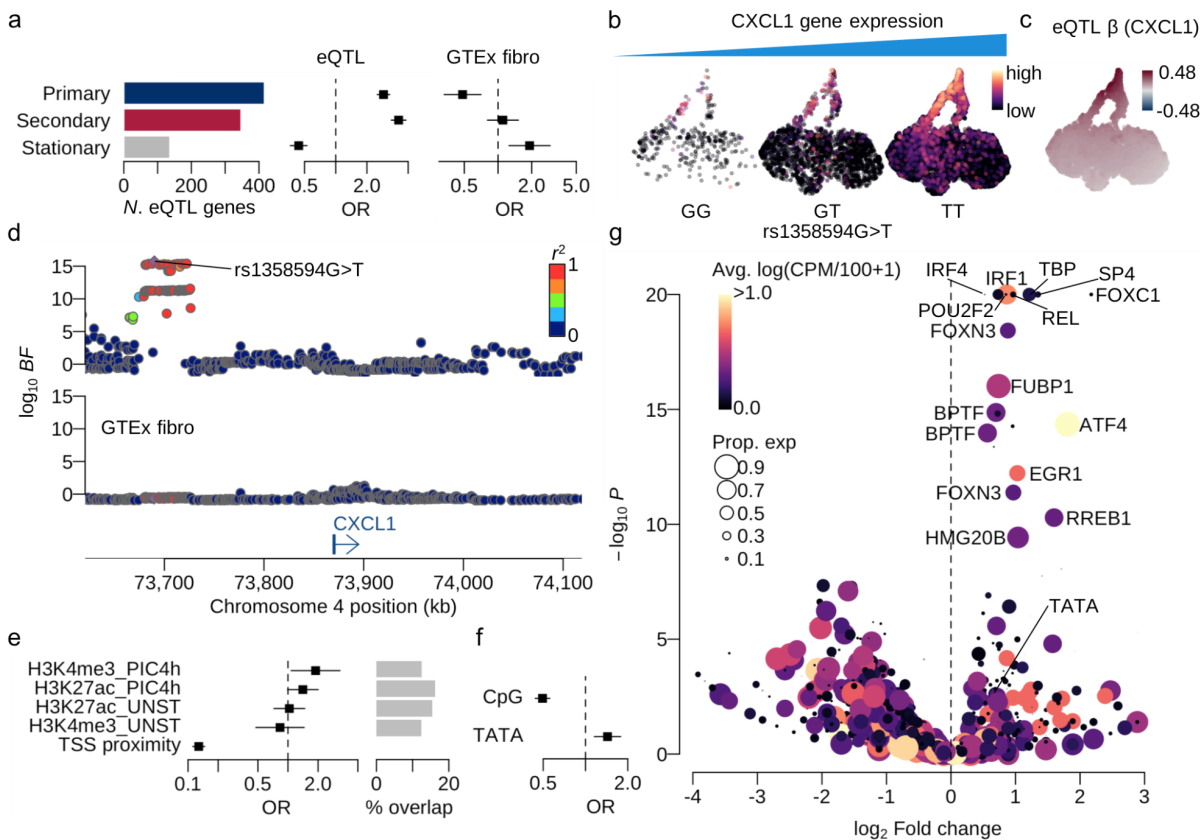 a
eQTL
GTEx fibro
Primary
Secondary
Stationary
0 200 400
N. eQTL genes
0.5 2.0
OR
0.5 2.0 5.0
OR
b
CXCL1 gene expression
high
low
GG
GT
TT
rs1358594G>T
c
eQTL β (CXCL1)
0.48
-0.48
d
rs1358594G>T
r²
1
0
15
10
5
0
log₁₀ BF
15
10
5
0
GTEx fibro
CXCL1
73,700 73,800 73,900 74,000 74,100
Chromosome 4 position (kb)
e
H3K4me3_PIC4h
H3K27ac_PIC4h
H3K27ac_UNST
H3K4me3_UNST
TSS proximity
0.1 0.5 2.0
OR
0 10 20
% overlap
f
CpG
TATA
0.5 2.0
OR
g
Avg. log(CPM/100+1)
>1.0
0.0
Prop. exp
0.9
0.7
0.5
0.3
0.1
20
15
10
5
0
−log₁₀ P
IRF4
IRF1
TBP
SP4
FOXC1
POU2F2
REL
FOXN3
FUBP1
BPTF
ATF4
BPTF
EGR1
FOXN3
RREB1
HMG20B
TATA
-4 -3 -2 -1 0 1 2 3
log₂ Fold change